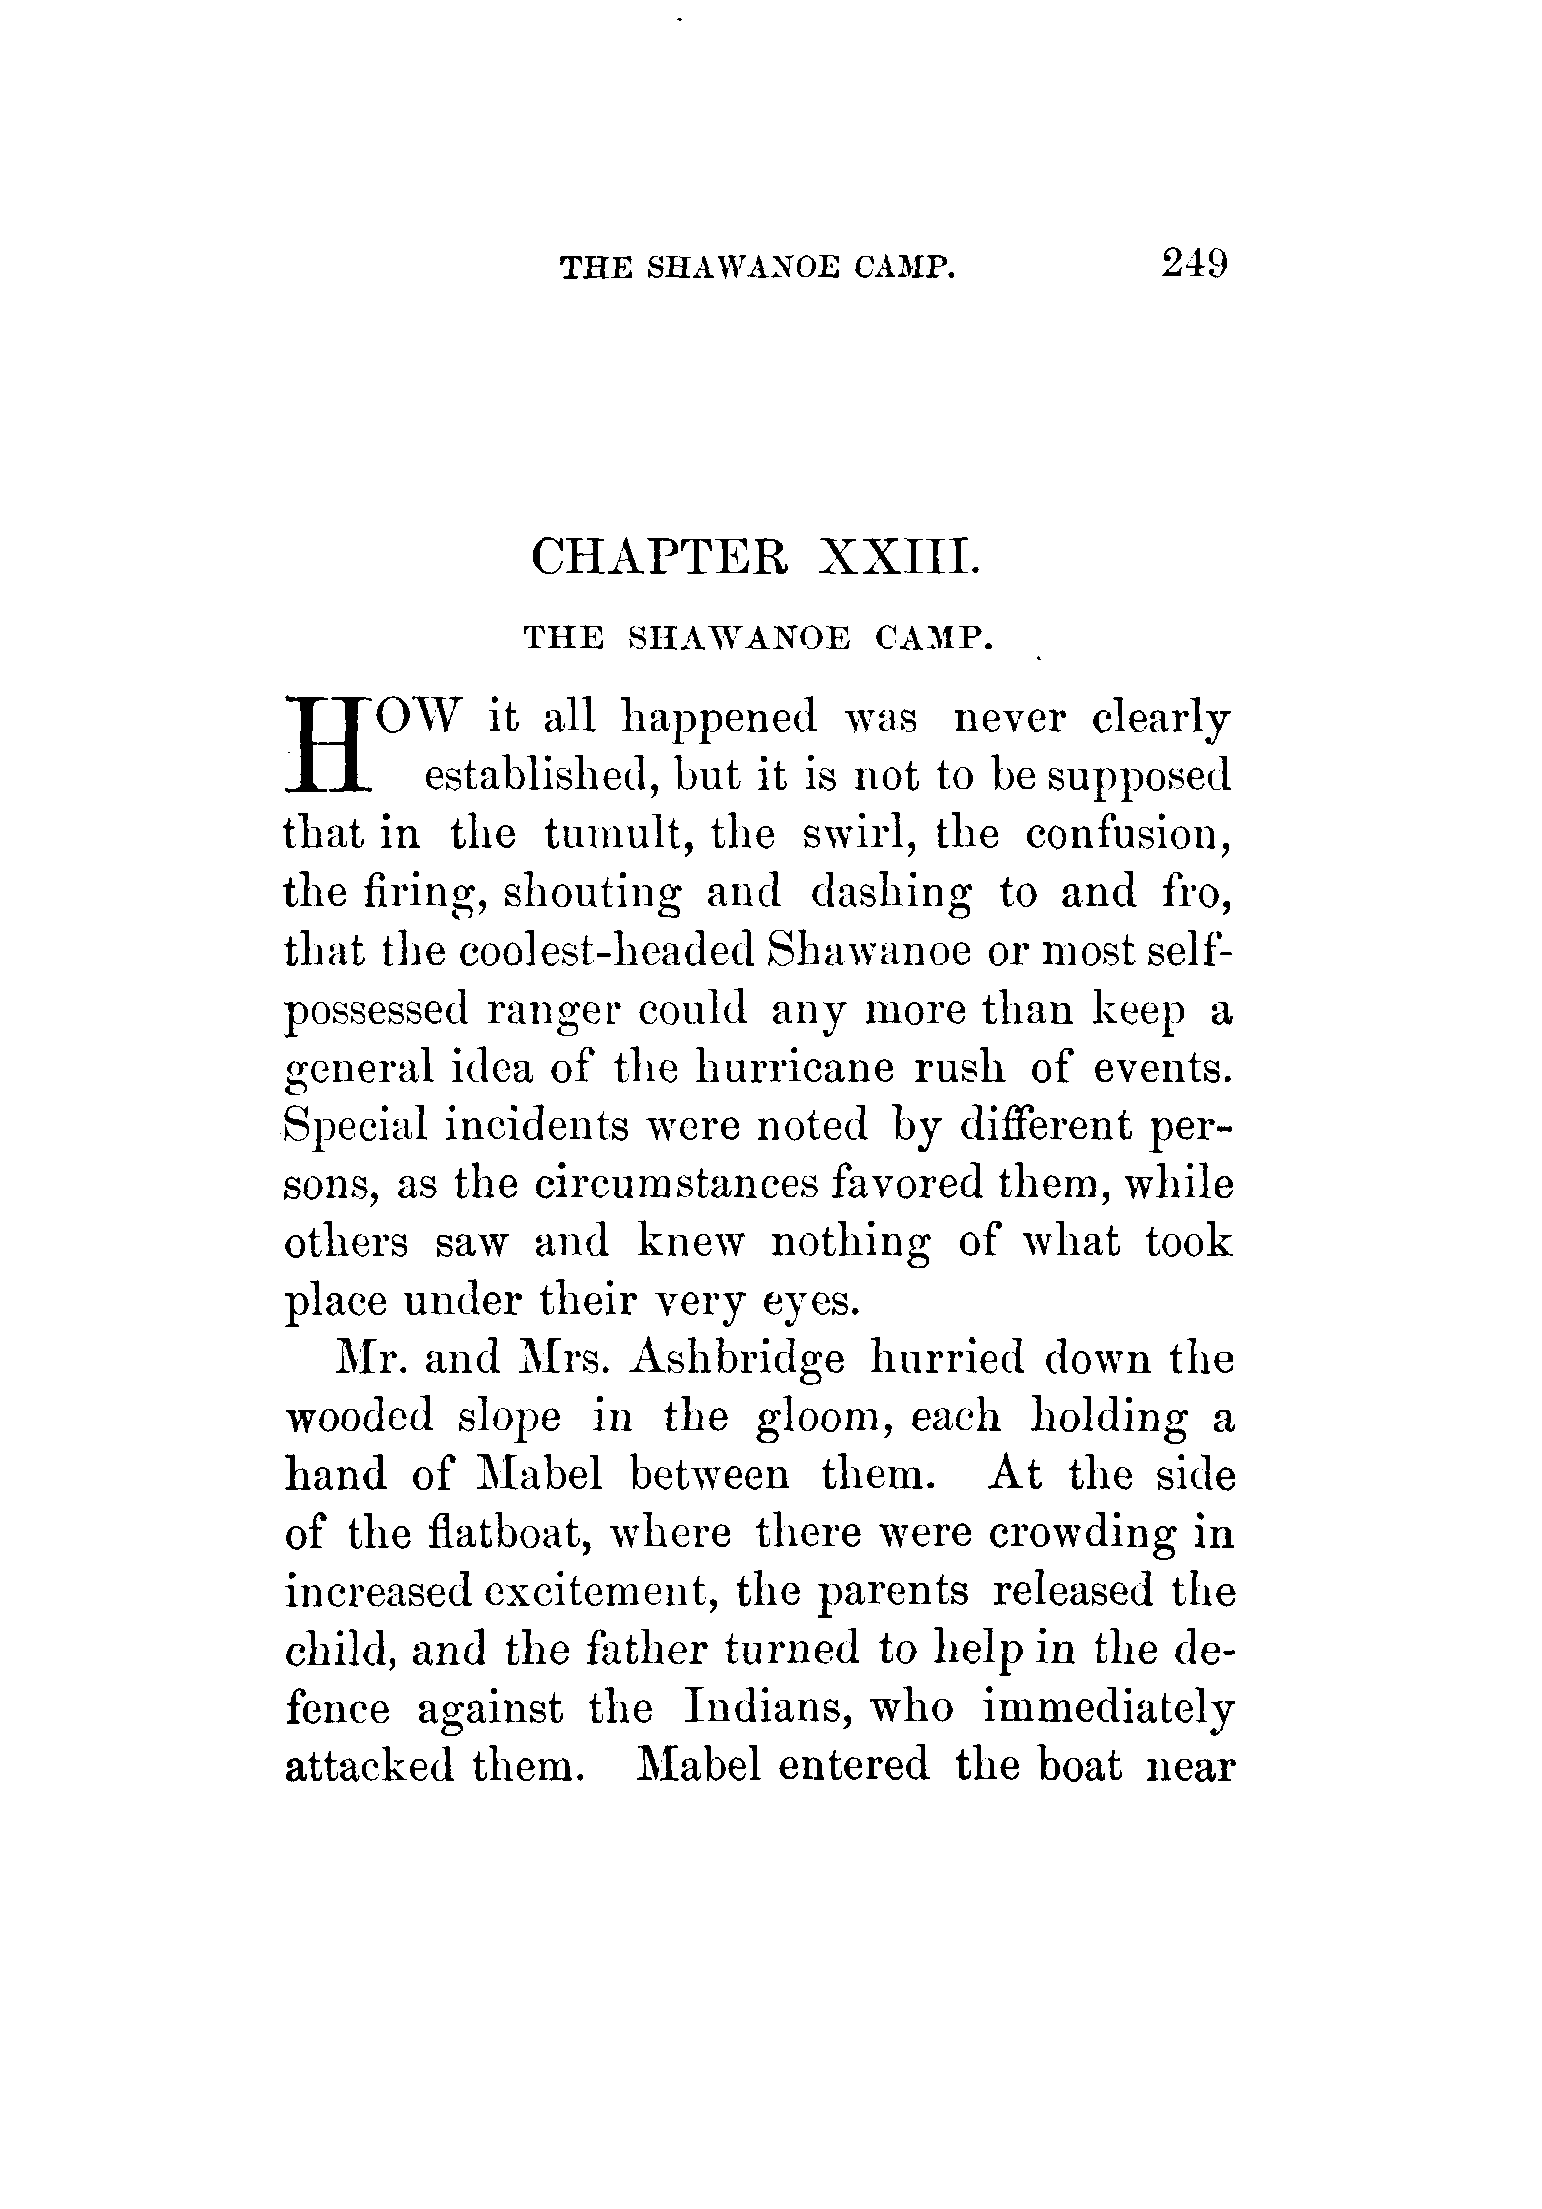 THE SHAWANOE CAMP. 249
CHAPTER XXIII.
THE SHAWANOE CAMP.
HOW it all happened was never clearly
established, but it is not to be supposed
that in the tumult, the swirl, the confusion,
the firing, shouting and dashing to and fro,
that the coolest-headed Shawanoe or most self-
possessed ranger could any more than keep a
general idea of the hurricane rush of events.
Special incidents were noted by different per-
sons, as the circumstances favored them, while
others saw and knew nothing of what took
place under their very eyes.
Mr. and Mrs. Ashbridge hurried down the
wooded slope in the gloom, each holding a
hand of Mabel between them. At the side
of the flatboat, where there were crowding in
increased excitement, the parents released the
child, and the father turned to help in the de-
fence against the Indians, who immediately
attacked them. Mabel entered the boat near